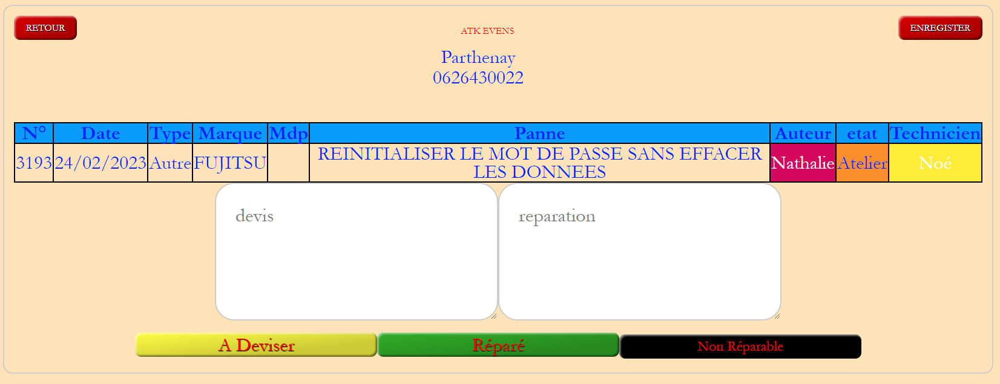 RETOUR
ATK EVENS
ENREGISTER
Parthenay
0626430022
N° Date Type Marque Mdp Panne Auteur etat Technicien
3193 24/02/2023 Autre FUJITSU REINITIALISER LE MOT DE PASSE SANS EFFACER LES DONNEES Nathalie Atelier Noé
devis
reparation
A Deviser
Réparé
Non Réparable